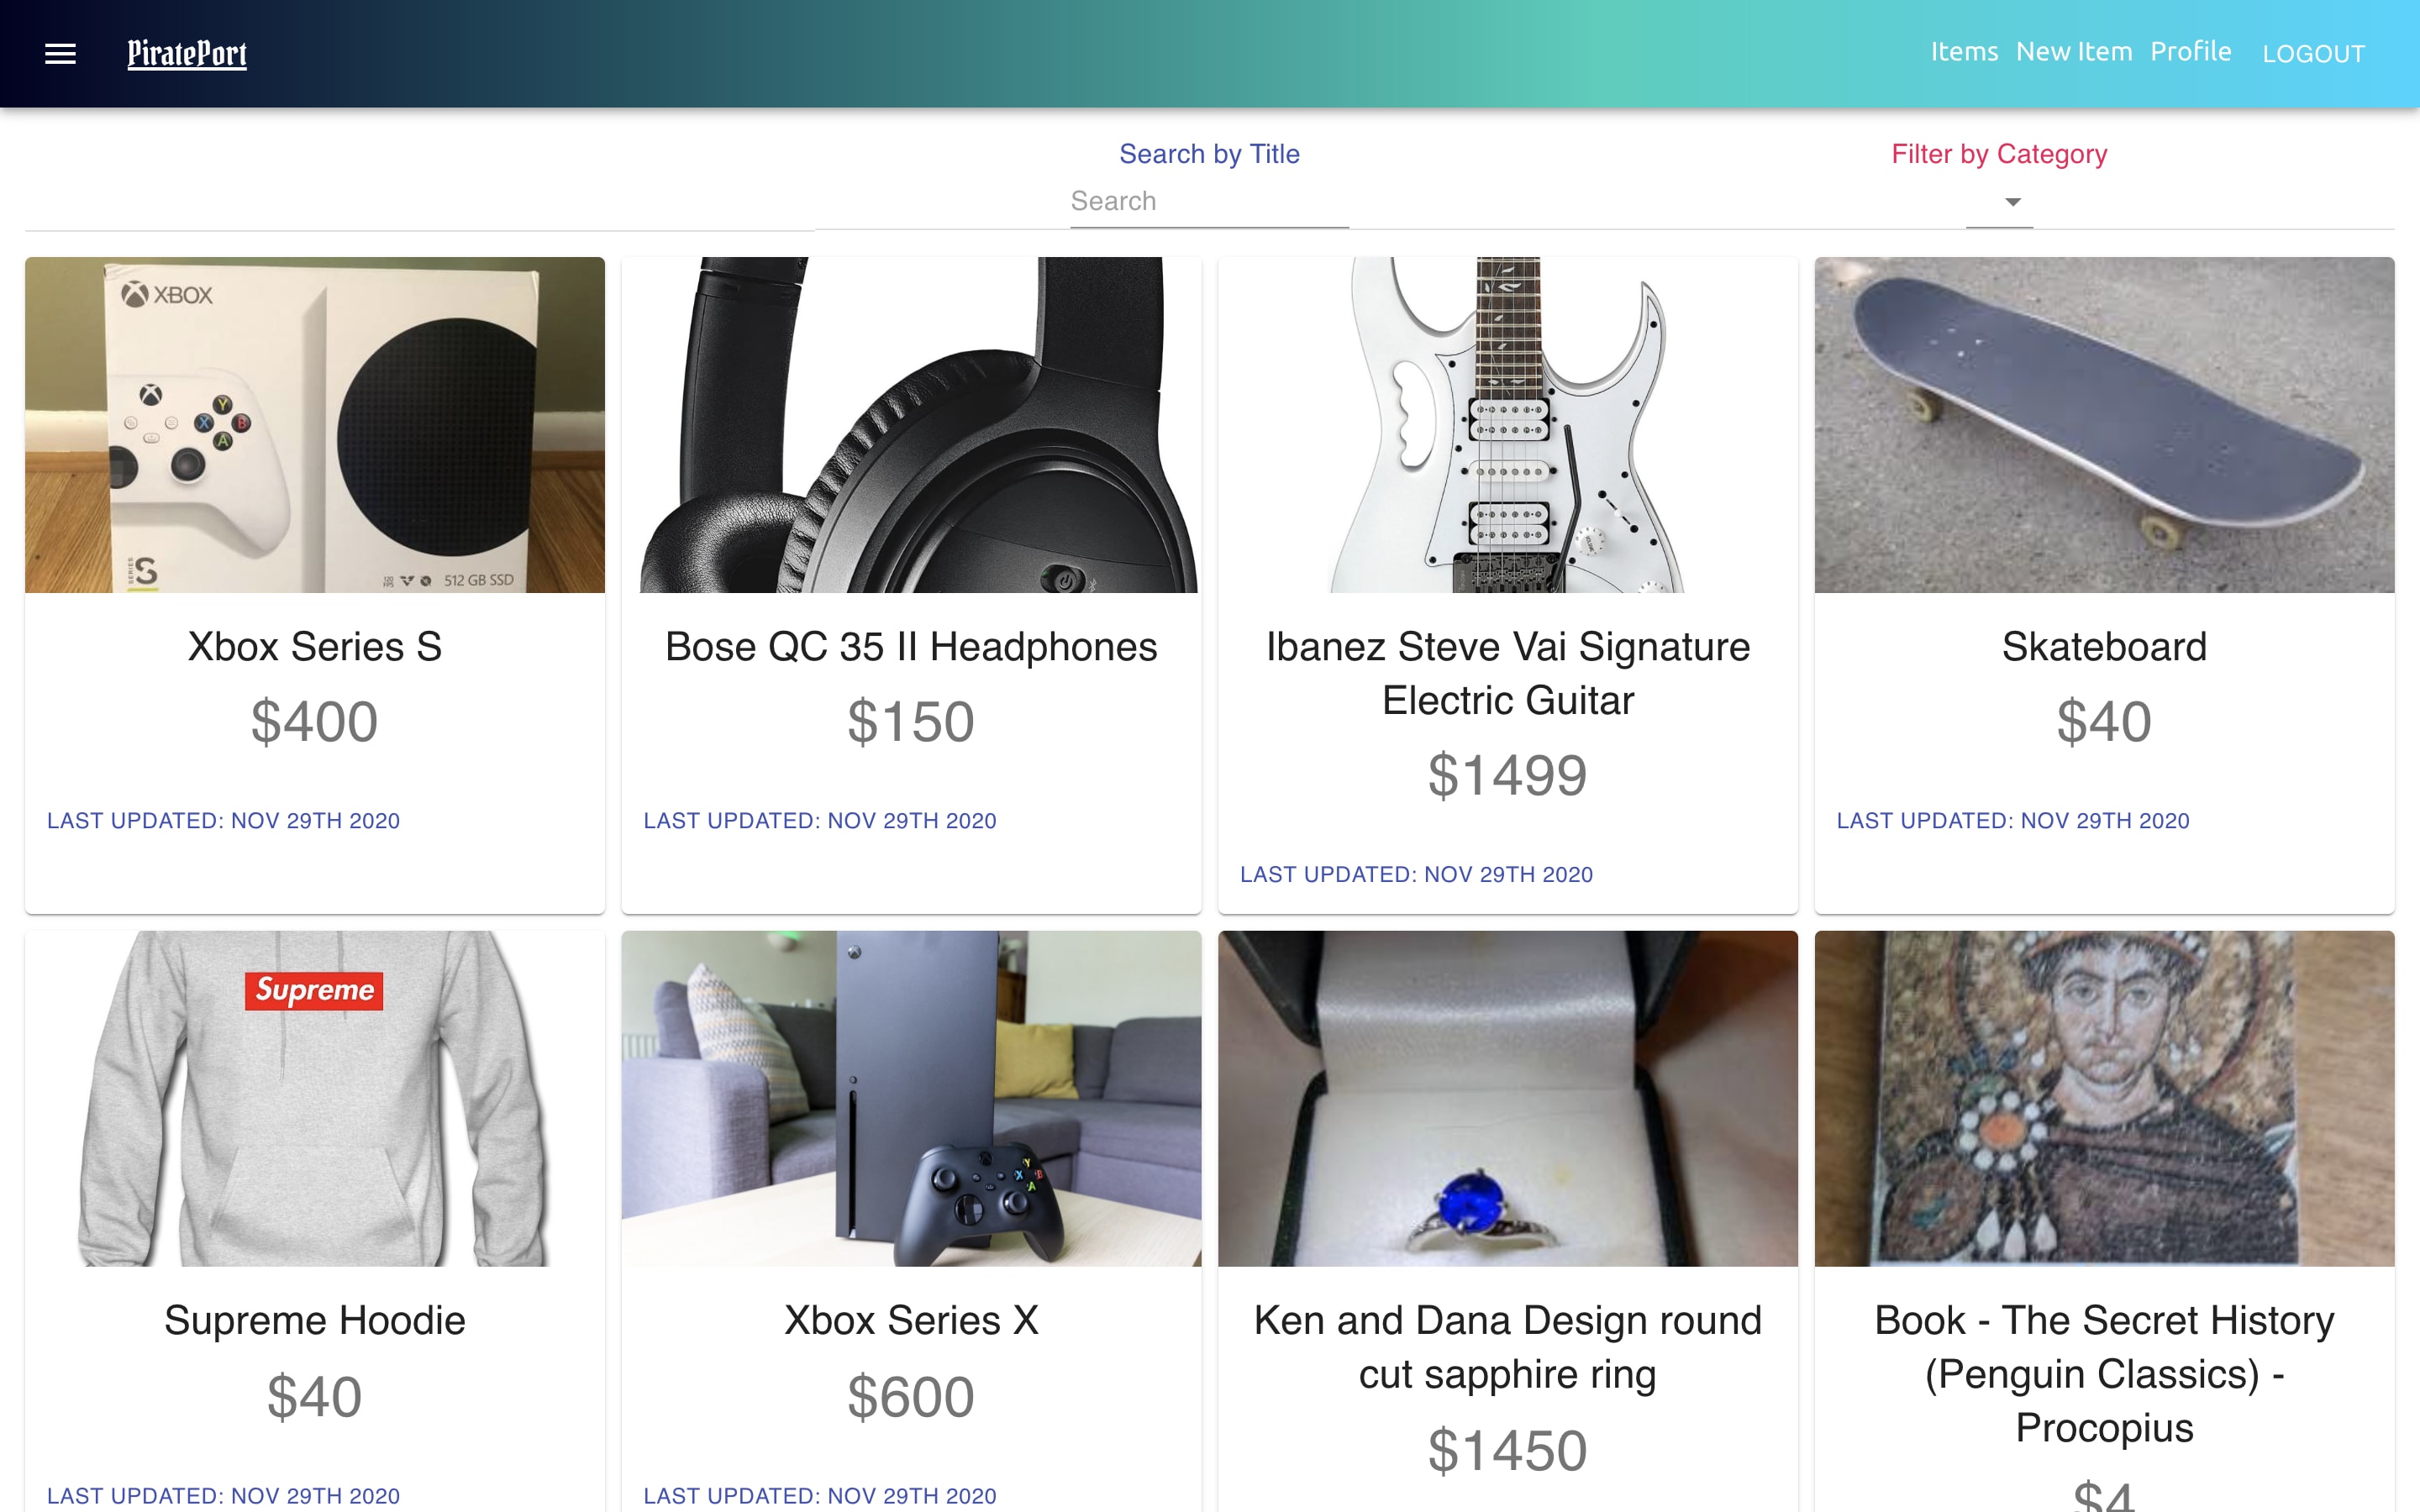 PiratePort
Items New Item Profile LOGOUT
Search by Title
Filter by Category
Search
XBOX
Y
X B
A
SERIES
S
512 GB SSD
Xbox Series S
$400
LAST UPDATED: NOV 29TH 2020
Bose QC 35 II Headphones
$150
LAST UPDATED: NOV 29TH 2020
Ibanez Steve Vai Signature
Electric Guitar
$1499
LAST UPDATED: NOV 29TH 2020
Skateboard
$40
LAST UPDATED: NOV 29TH 2020
Supreme
Supreme Hoodie
$40
LAST UPDATED: NOV 29TH 2020
Y
X B
A
Xbox Series X
$600
LAST UPDATED: NOV 29TH 2020
Ken and Dana Design round
cut sapphire ring
$1450
Book - The Secret History
(Penguin Classics) -
Procopius
$4